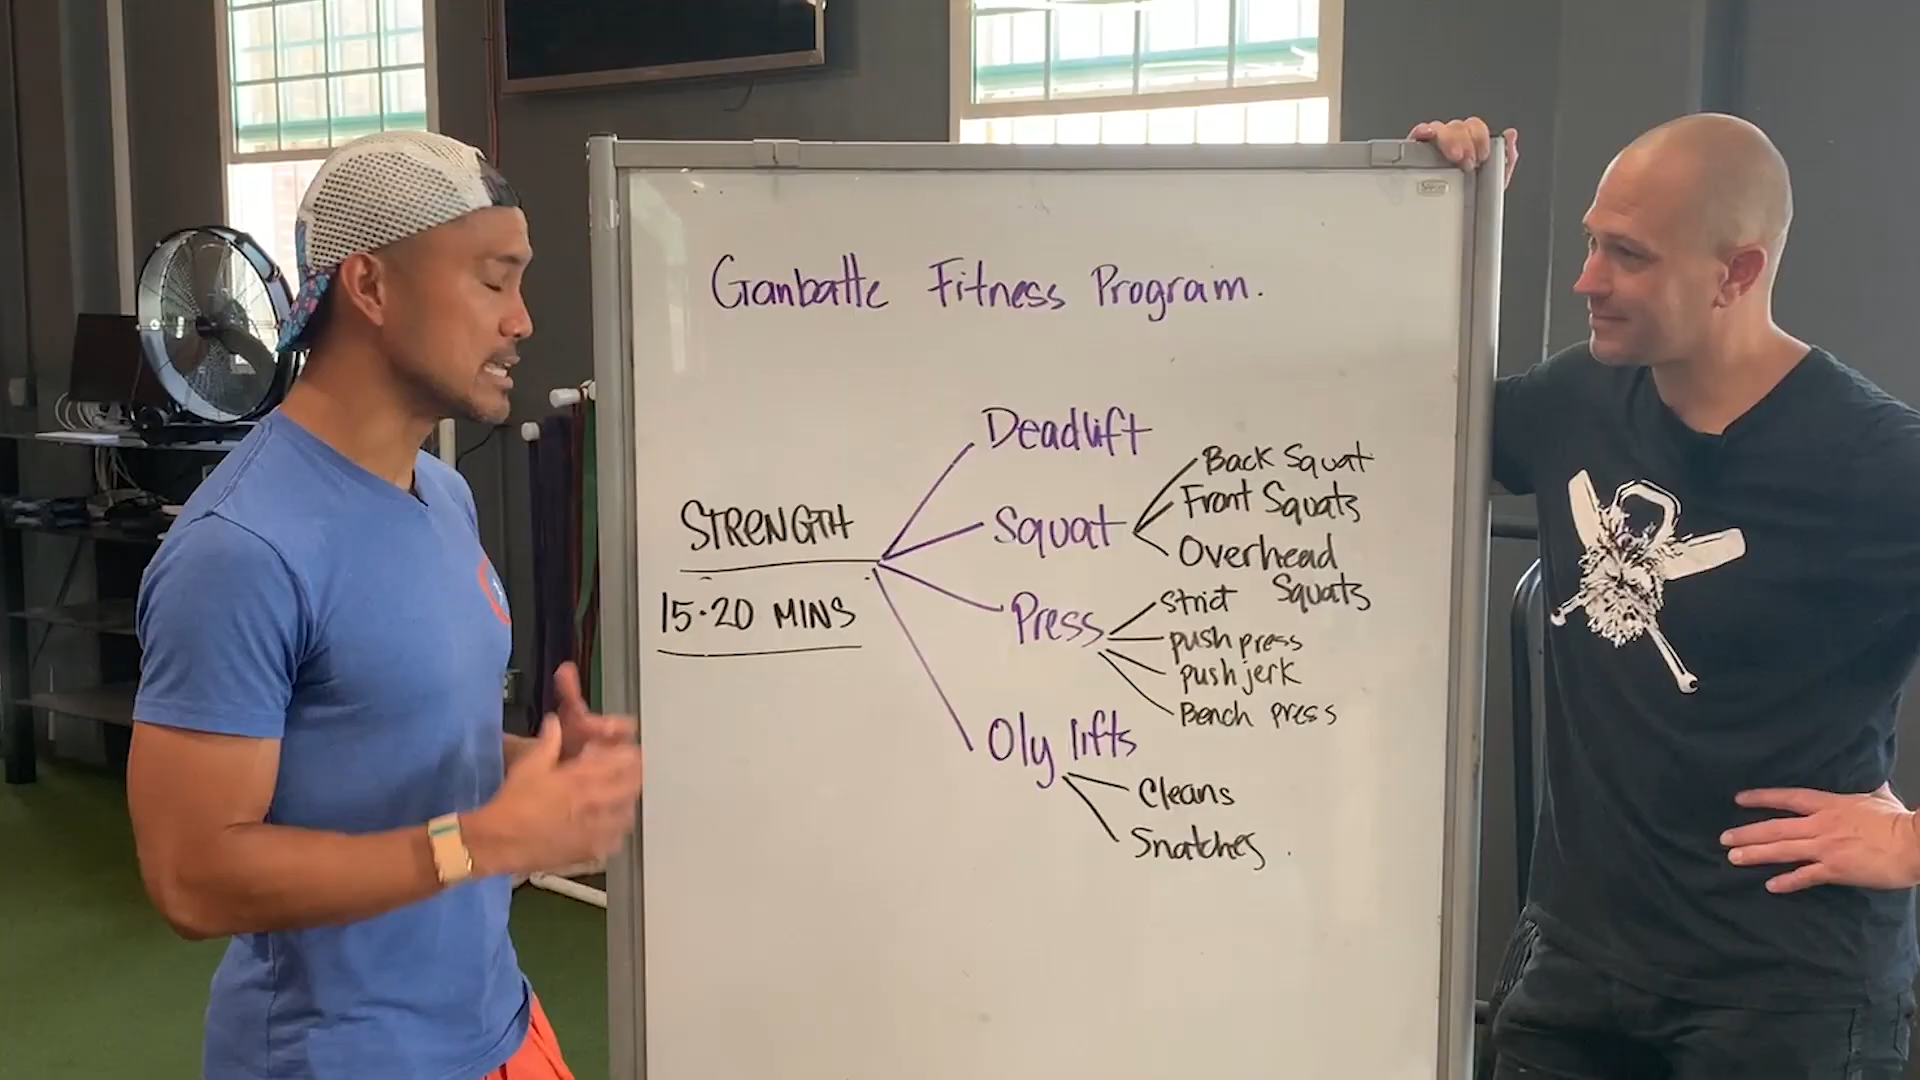 Ganbatte Fitness Program.
Deadlift
Back Squat
Front Squats
STRENGTH
Squat
Overhead
Squats
15-20 MINS
Press
Strict
push press
push jerk
Bench press
Oly lifts
Cleans
Snatches.